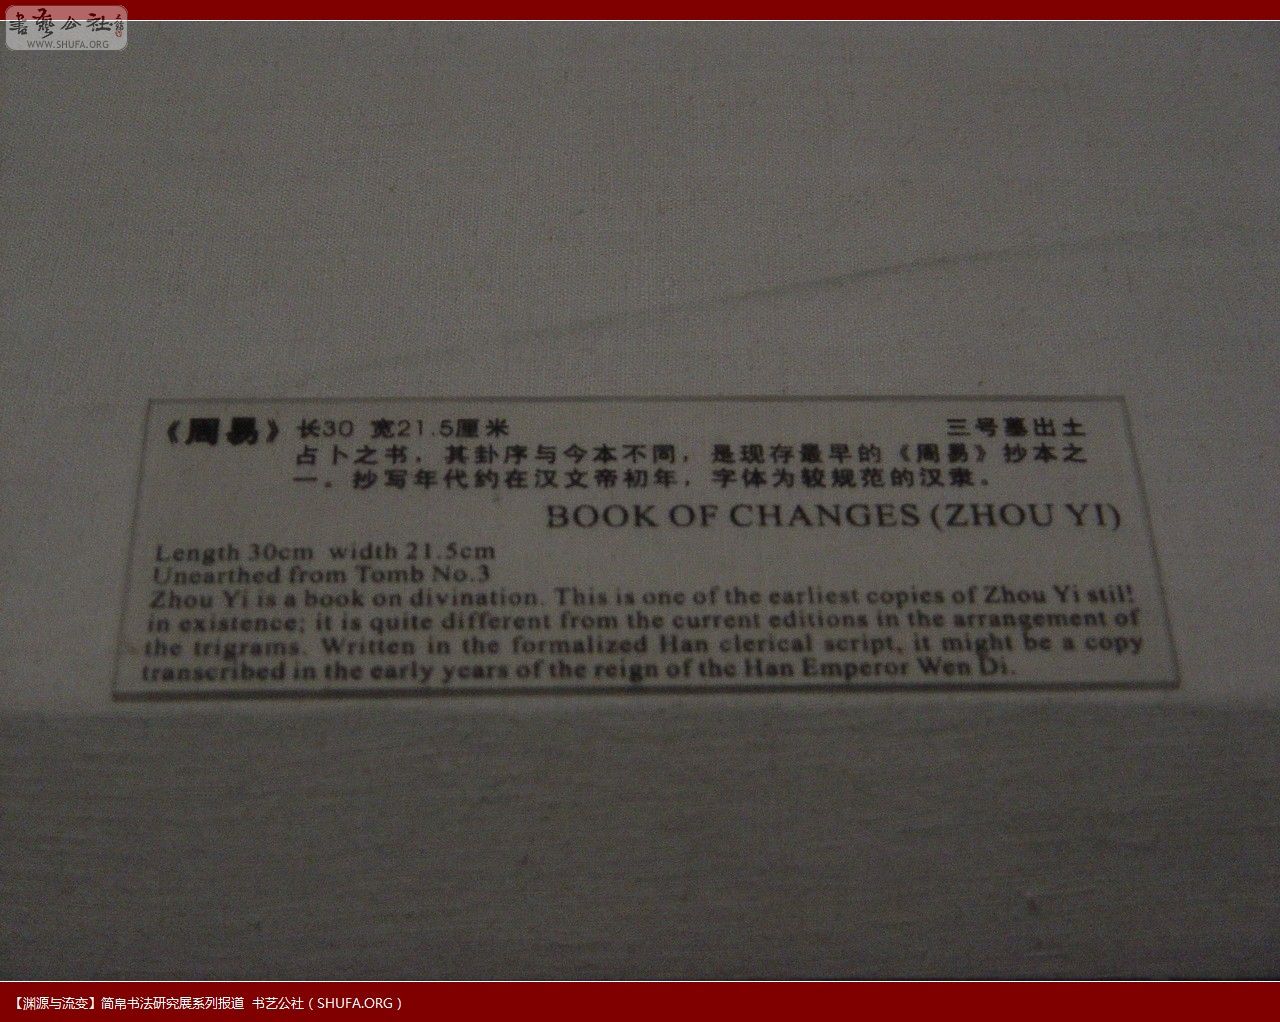 書藝公社
WWW.SHUFA.ORG
《周易》 长30 宽21.5厘米 三号墓出土
占卜之书，其卦序与今本不同，是现存最早的《周易》抄本之
一。抄写年代约在汉文帝初年，字体为较规范的汉隶。
BOOK OF CHANGES (ZHOU YI)
Length 30cm width 21.5cm
Unearthed from Tomb No.3
Zhou Yi is a book on divination. This is one of the earliest copies of Zhou Yi still
in existence; it is quite different from the current editions in the arrangement of
the trigrams. Written in the formalized Han clerical script, it might be a copy
transcribed in the early years of the reign of the Han Emperor Wen Di.
【渊源与流变】简帛书法研究展系列报道 书艺公社（SHUFA.ORG）